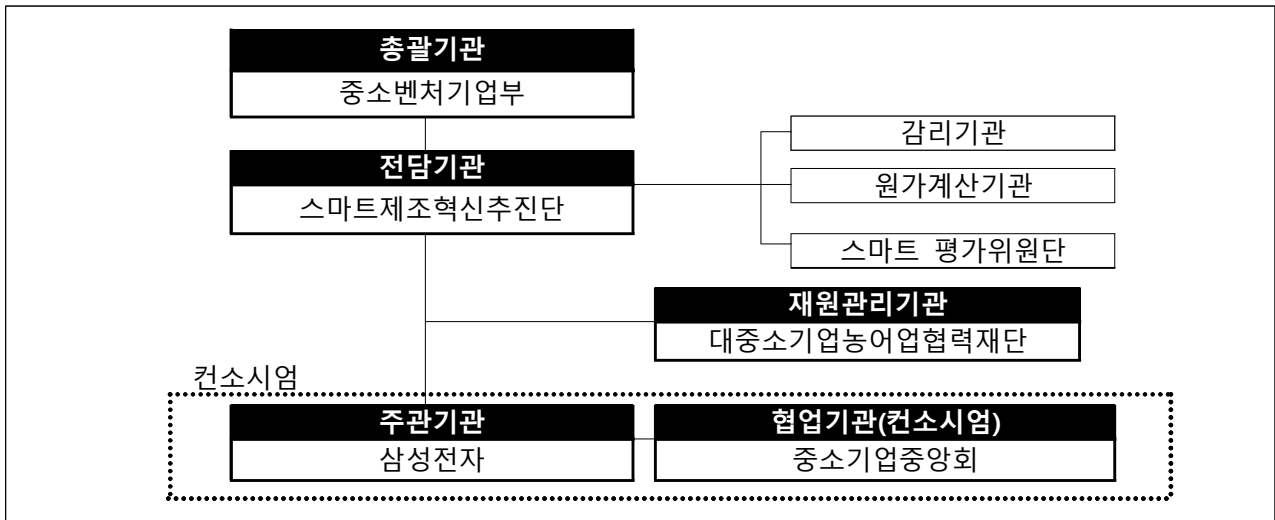 총괄기관
중소벤처기업부
감리기관
전담기관
원가계산기관
스마트제조혁신추진단
스마트 평가위원단
재원관리기관
대중소기업농어업협력재단
컨소시엄
주관기관
협업기관(컨소시엄)
삼성전자
중소기업중앙회